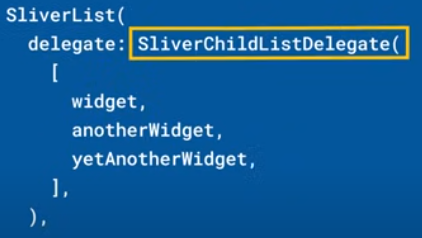 SliverList(
  delegate: SliverChildListDelegate(
    [
      widget,
      anotherWidget,
      yetAnotherWidget,
    ],
  ),